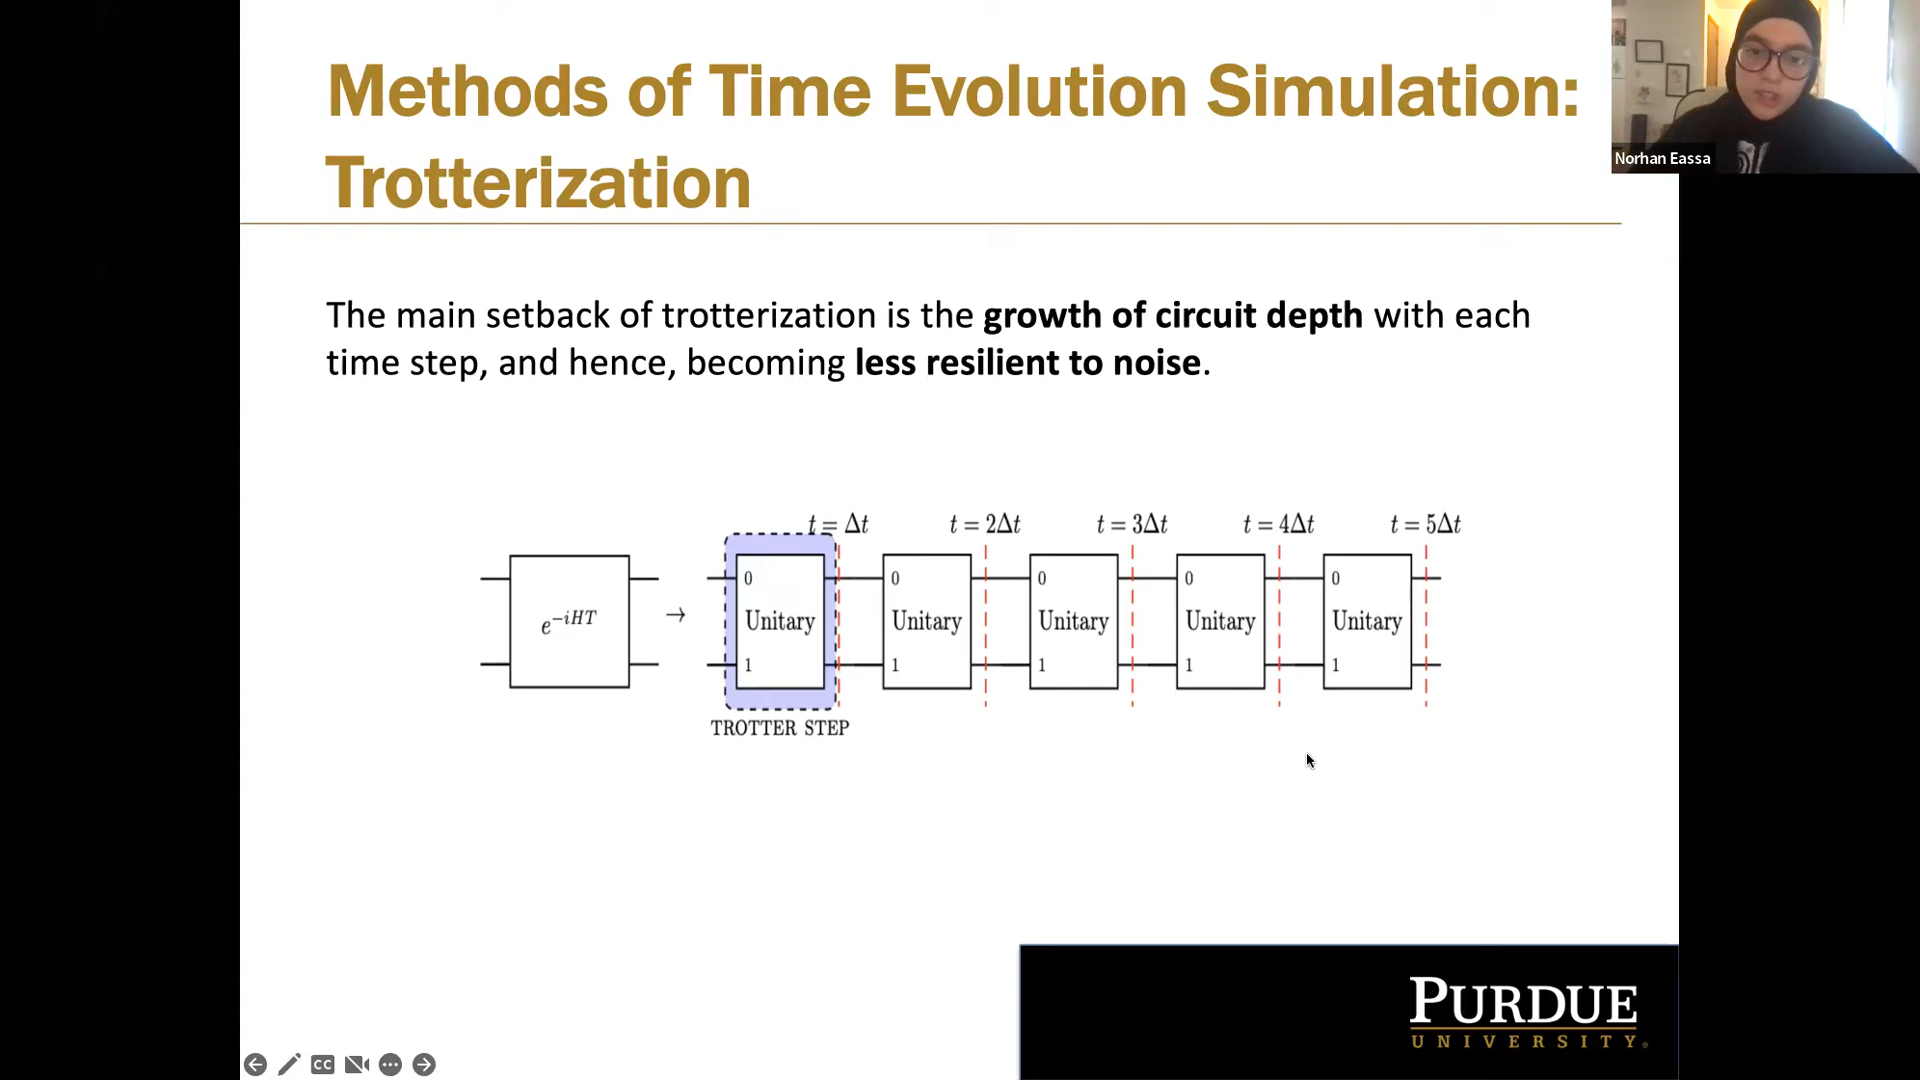 Methods of Time Evolution Simulation:
Trotterization
Norhan Eassa
The main setback of trotterization is the growth of circuit depth with each
time step, and hence, becoming less resilient to noise.
t = Δt t = 2Δt t = 3Δt t = 4Δt t = 5Δt
0 0 0 0 0
e^{-iHT} → Unitary Unitary Unitary Unitary Unitary
1 1 1 1 1
TROTTER STEP
PURDUE
UNIVERSITY®
CC